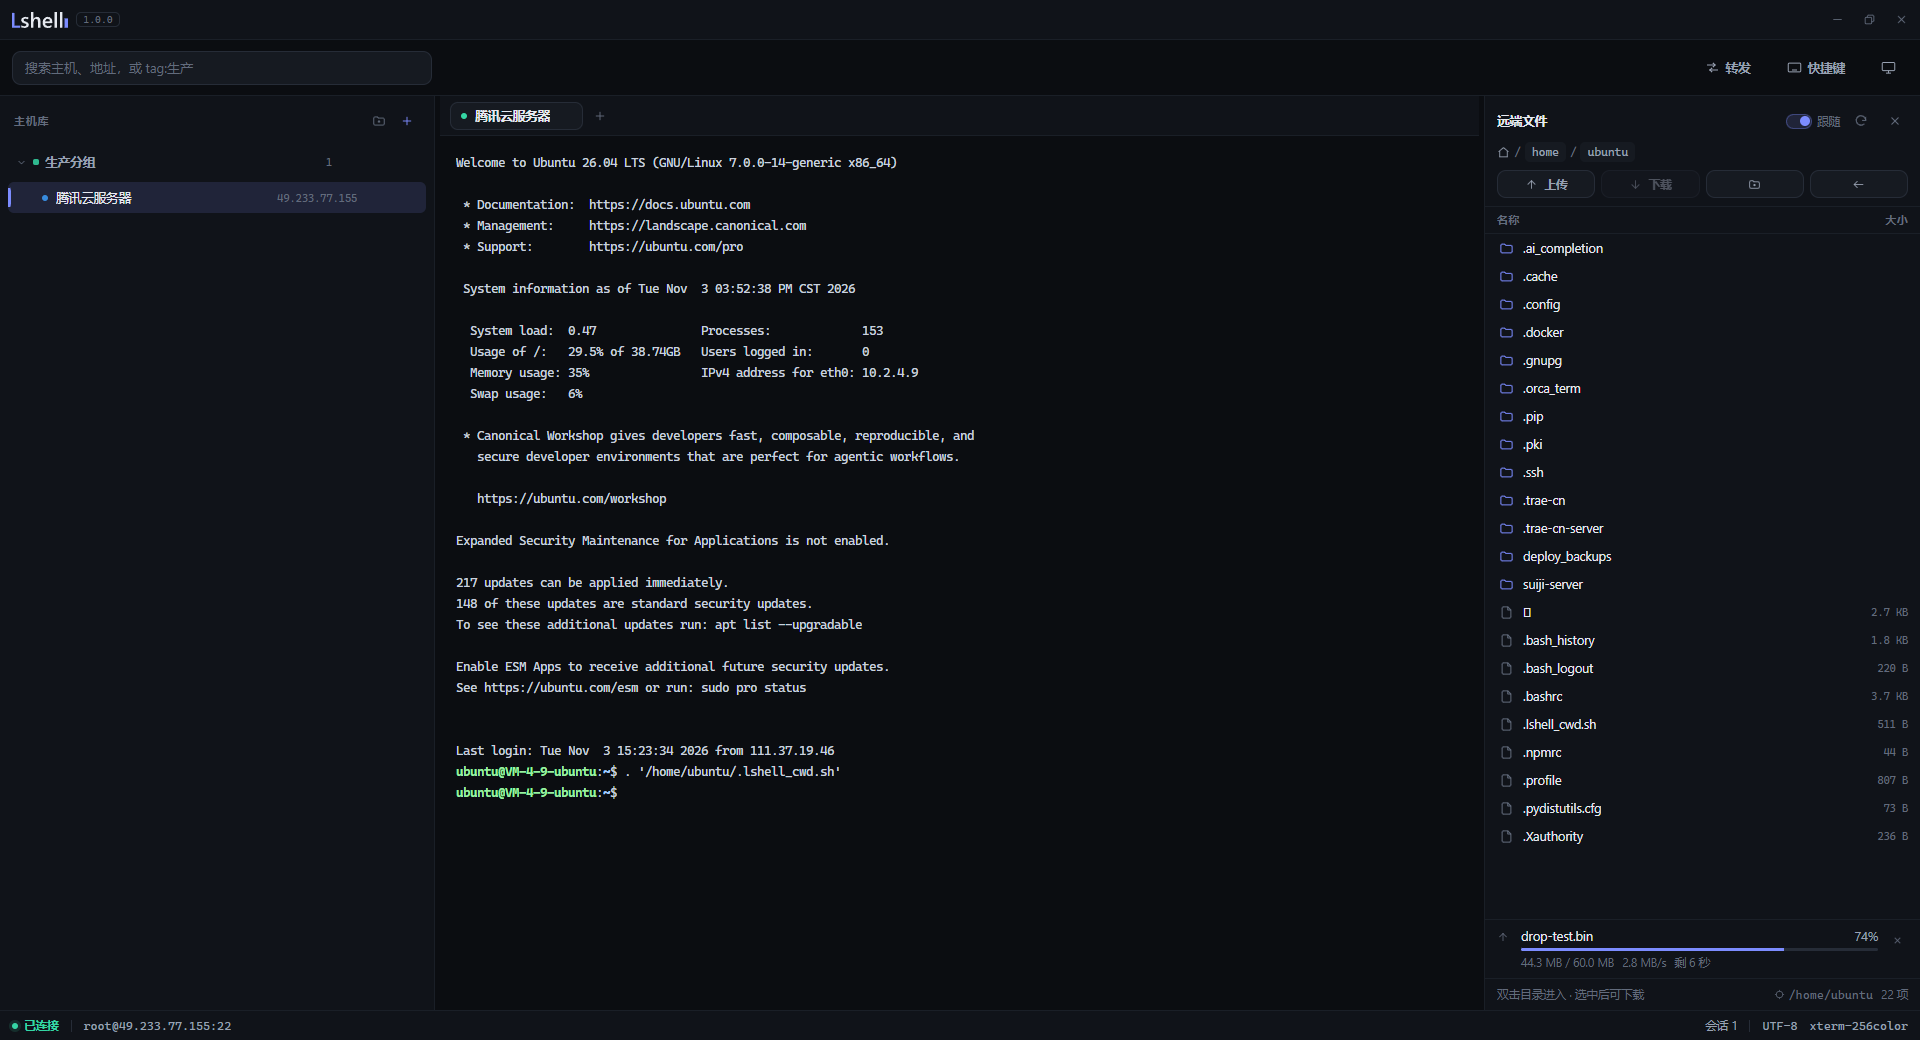 Lshell 1.0.0
搜索主机、地址，或 tag:生产
转发 快捷键
主机库
生产分组 1
腾讯云服务器 49.233.77.155
腾讯云服务器
Welcome to Ubuntu 26.04 LTS (GNU/Linux 7.0.0-14-generic x86_64)
* Documentation: https://docs.ubuntu.com
* Management: https://landscape.canonical.com
* Support: https://ubuntu.com/pro
System information as of Tue Nov 3 03:52:38 PM CST 2026
System load: 0.47 Processes: 153
Usage of /: 29.5% of 38.74GB Users logged in: 0
Memory usage: 35% IPv4 address for eth0: 10.2.4.9
Swap usage: 6%
* Canonical Workshop gives developers fast, composable, reproducible, and
secure developer environments that are perfect for agentic workflows.
https://ubuntu.com/workshop
Expanded Security Maintenance for Applications is not enabled.
217 updates can be applied immediately.
148 of these updates are standard security updates.
To see these additional updates run: apt list --upgradable
Enable ESM Apps to receive additional future security updates.
See https://ubuntu.com/esm or run: sudo pro status
Last login: Tue Nov 3 15:23:34 2026 from 111.37.19.46
ubuntu@VM-4-9-ubuntu:~$ . '/home/ubuntu/.lshell_cwd.sh'
ubuntu@VM-4-9-ubuntu:~$
远端文件 跟随
/ home / ubuntu
上传 下载
名称 大小
.ai_completion
.cache
.config
.docker
.gnupg
.orca_term
.pip
.pki
.ssh
.trae-cn
.trae-cn-server
deploy_backups
suiji-server
2.7 KB
.bash_history 1.8 KB
.bash_logout 220 B
.bashrc 3.7 KB
.lshell_cwd.sh 511 B
.npmrc 44 B
.profile 807 B
.pydistutils.cfg 73 B
.Xauthority 236 B
drop-test.bin 74%
44.3 MB / 60.0 MB 2.8 MB/s 剩 6 秒
双击目录进入 · 选中后可下载 /home/ubuntu 22 项
已连接 root@49.233.77.155:22
会话 1 UTF-8 xterm-256color